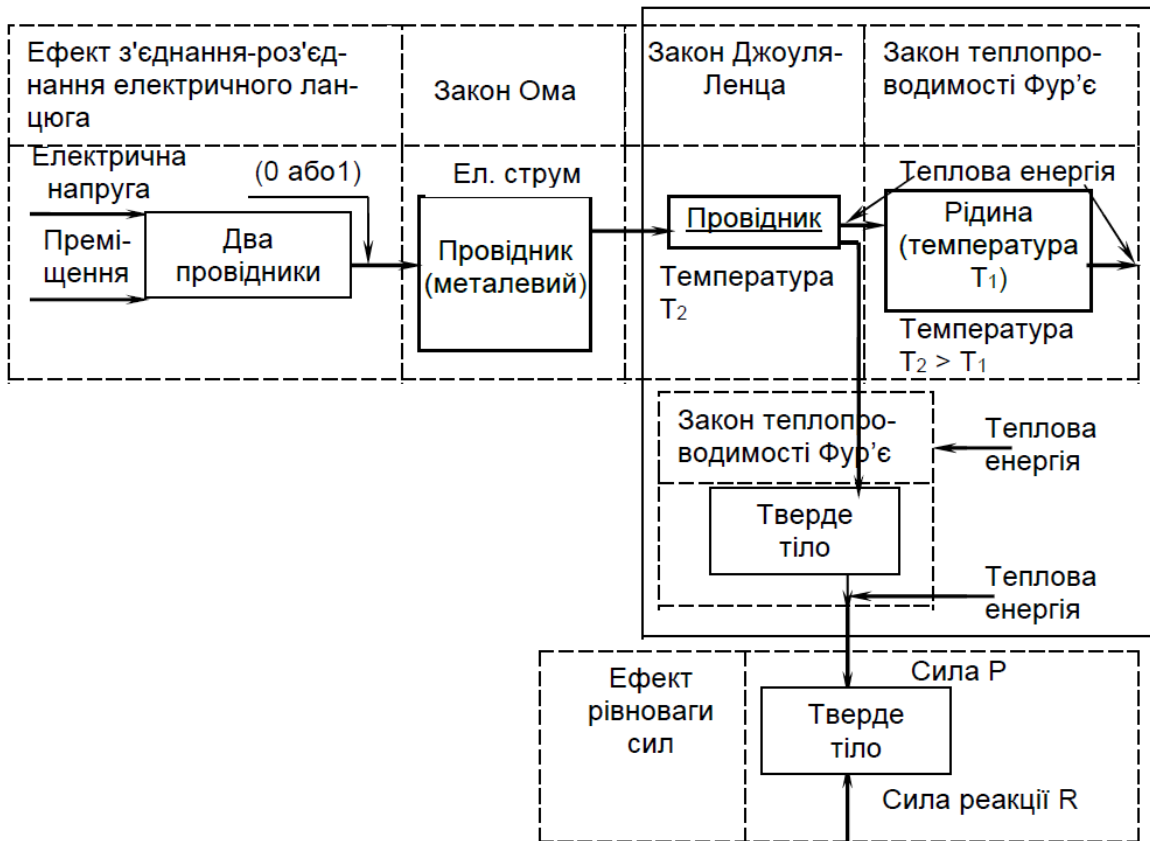 Ефект з'єднання-роз'єд-
нання електричного лан-
цюга
Закон Ома
Закон Джоуля-
Ленца
Закон теплопро-
водимості Фур’є
Електрична
напруга
(0 або1)
Премі
щення
Два
провідники
Ел. струм
Провідник
(металевий)
Провідник
Температура
T2
Теплова енергія
Рідина
(температура
T1)
Температура
T2 > T1
Закон теплопро-
водимості Фур’є
Теплова
енергія
Тверде
тіло
Теплова
енергія
Ефект
рівноваги
сил
Сила P
Тверде
тіло
Сила реакції R